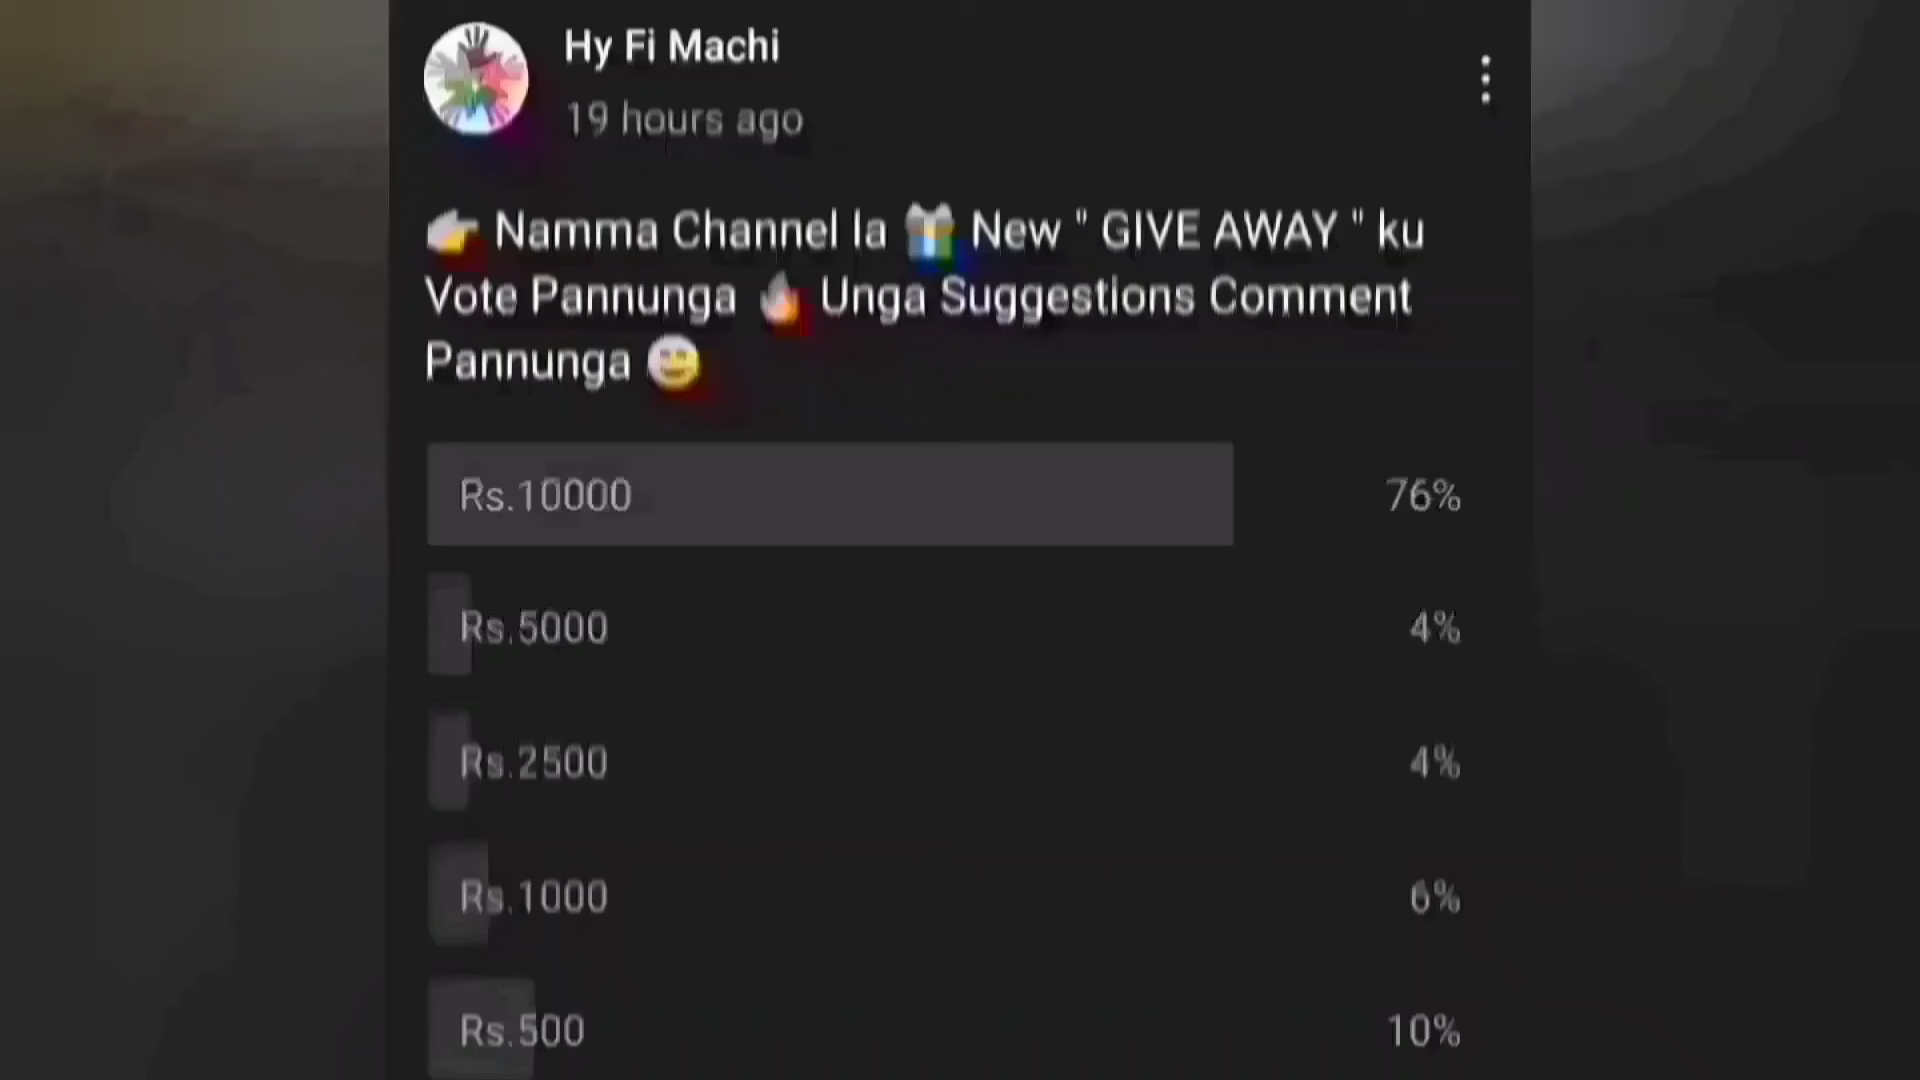 Hy Fi Machi
19 hours ago
👉 Namma Channel la 🎁 New " GIVE AWAY " ku
Vote Pannunga 🔥 Unga Suggestions Comment
Pannunga 😄
Rs.10000 76%
Rs.5000 4%
Rs.2500 4%
Rs.1000 6%
Rs.500 10%